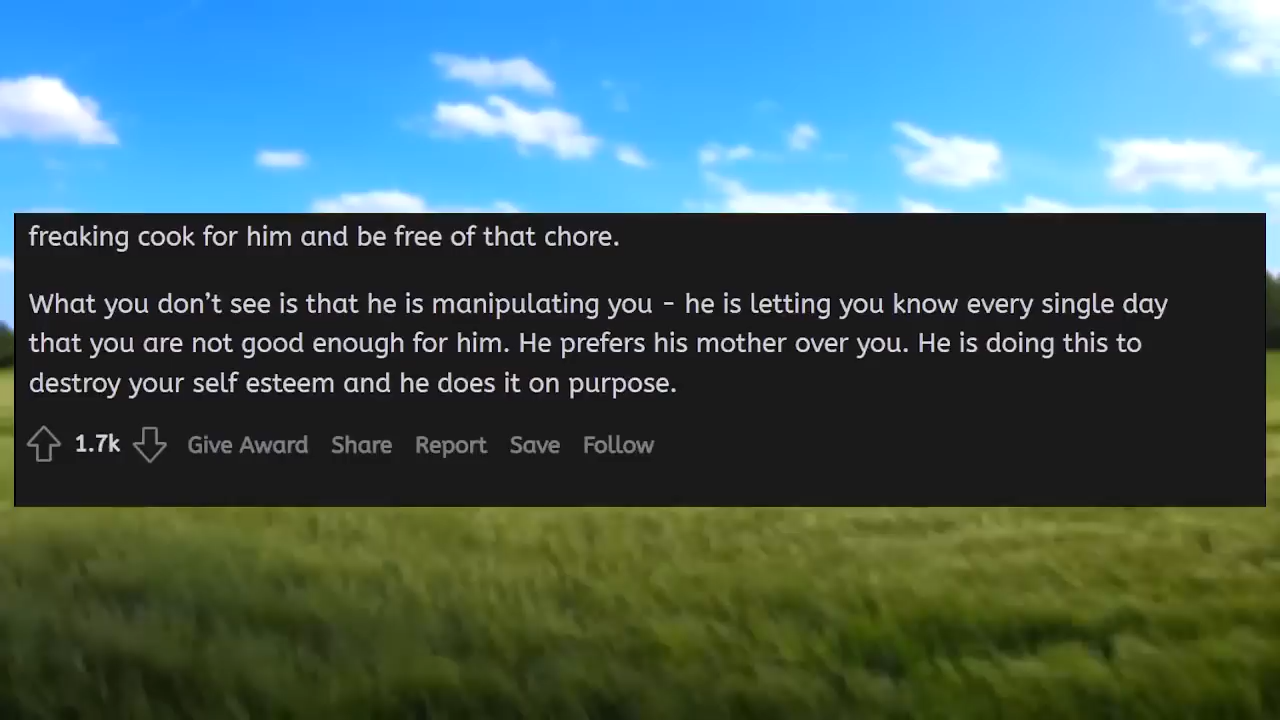 freaking cook for him and be free of that chore.
What you don’t see is that he is manipulating you - he is letting you know every single day
that you are not good enough for him. He prefers his mother over you. He is doing this to
destroy your self esteem and he does it on purpose.
1.7k Give Award Share Report Save Follow